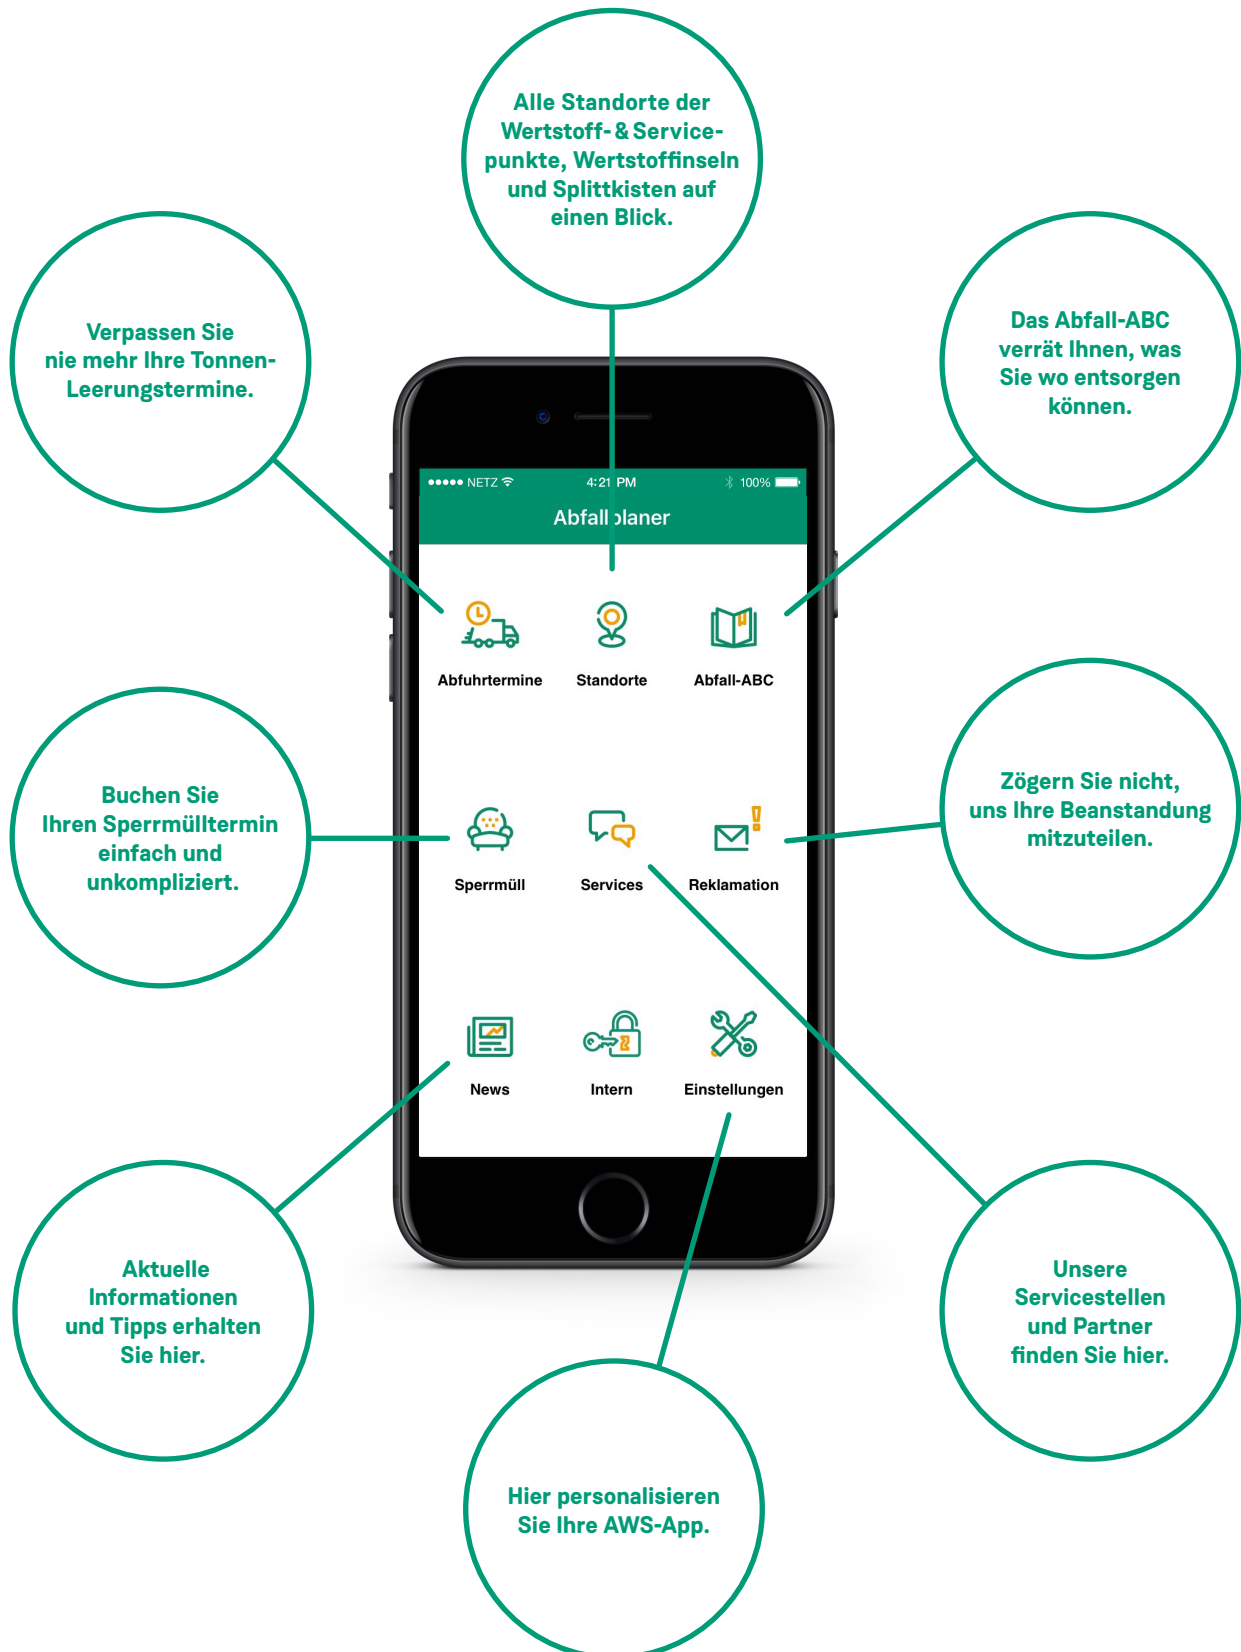 Alle Standorte der
Wertstoff- & Service-
punkte, Wertstoffinseln
und Splittkisten auf
einen Blick.
Verpassen Sie
nie mehr Ihre Tonnen-
Leerungstermine.
Das Abfall-ABC
verrät Ihnen, was
Sie wo entsorgen
können.
NETZ 4:21 PM 100%
Abfallplaner
Abfuhrtermine Standorte Abfall-ABC
Buchen Sie
Ihren Sperrmülltermin
einfach und
unkompliziert.
Zögern Sie nicht,
uns Ihre Beanstandung
mitzuteilen.
Sperrmüll Services Reklamation
News Intern Einstellungen
Aktuelle
Informationen
und Tipps erhalten
Sie hier.
Unsere
Servicestellen
und Partner
finden Sie hier.
Hier personalisieren
Sie Ihre AWS-App.